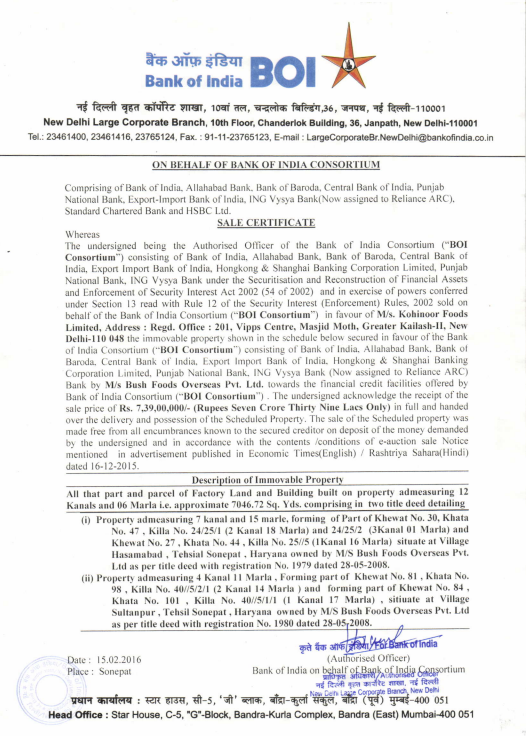 बैंक ऑफ़ इंडिया
Bank of India BOI
नई दिल्ली वृहत कॉर्पोरेट शाखा, 10वां तल, चन्द्रलोक बिल्डिंग,36, जनपथ, नई दिल्ली-110001
New Delhi Large Corporate Branch, 10th Floor, Chanderlok Building, 36, Janpath, New Delhi-110001
Tel.: 23461400, 23461416, 23765124, Fax. : 91-11-23765123, E-mail : LargeCorporateBr.NewDelhi@bankofindia.co.in
ON BEHALF OF BANK OF INDIA CONSORTIUM
Comprising of Bank of India, Allahabad Bank, Bank of Baroda, Central Bank of India, Punjab
National Bank, Export-Import Bank of India, ING Vysya Bank(Now assigned to Reliance ARC),
Standard Chartered Bank and HSBC Ltd.
SALE CERTIFICATE
Whereas
The undersigned being the Authorised Officer of the Bank of India Consortium ("BOI
Consortium") consisting of Bank of India, Allahabad Bank, Bank of Baroda, Central Bank of
India, Export Import Bank of India, Hongkong & Shanghai Banking Corporation Limited, Punjab
National Bank, ING Vysya Bank under the Securitisation and Reconstruction of Financial Assets
and Enforcement of Security Interest Act 2002 (54 of 2002) and in exercise of powers conferred
under Section 13 read with Rule 12 of the Security Interest (Enforcement) Rules, 2002 sold on
behalf of the Bank of India Consortium ("BOI Consortium") in favour of M/s. Kohinoor Foods
Limited, Address : Regd. Office : 201, Vipps Centre, Masjid Moth, Greater Kailash-II, New
Delhi-110 048 the immovable property shown in the schedule below secured in favour of the Bank
of India Consortium ("BOI Consortium") consisting of Bank of India, Allahabad Bank, Bank of
Baroda, Central Bank of India, Export Import Bank of India, Hongkong & Shanghai Banking
Corporation Limited, Punjab National Bank, ING Vysya Bank (Now assigned to Reliance ARC)
Bank by M/s Bush Foods Overseas Pvt. Ltd. towards the financial credit facilities offered by
Bank of India Consortium ("BOI Consortium") . The undersigned acknowledge the receipt of the
sale price of Rs. 7,39,00,000/- (Rupees Seven Crore Thirty Nine Lacs Only) in full and handed
over the delivery and possession of the Scheduled Property. The sale of the Scheduled property was
made free from all encumbrances known to the secured creditor on deposit of the money demanded
by the undersigned and in accordance with the contents /conditions of e-auction sale Notice
mentioned in advertisement published in Economic Times(English) / Rashtriya Sahara(Hindi)
dated 16-12-2015.
Description of Immovable Property
All that part and parcel of Factory Land and Building built on property admeasuring 12
Kanals and 06 Marla i.e. approximate 7046.72 Sq. Yds. comprising in two title deed detailing
(i) Property admeasuring 7 kanal and 15 marle, forming of Part of Khewat No. 30, Khata
No. 47 , Killa No. 24/25/1 (2 Kanal 18 Marla) and 24/25/2 (3Kanal 01 Marla) and
Khewat No. 27 , Khata No. 44 , Killa No. 25//5 (1Kanal 16 Marla) situate at Village
Hasamabad , Tehsial Sonepat , Haryana owned by M/S Bush Foods Overseas Pvt.
Ltd as per title deed with registration No. 1979 dated 28-05-2008.
(ii) Property admeasuring 4 Kanal 11 Marla , Forming part of Khewat No. 81 , Khata No.
98 , Killa No. 40//5/2/1 (2 Kanal 14 Marla ) and forming part of Khewat No. 84 ,
Khata No. 101 , Killa No. 40//5/1/1 (1 Kanal 17 Marla) , sitiuate at Village
Sultanpur , Tehsil Sonepat , Haryana owned by M/S Bush Foods Overseas Pvt. Ltd
as per deed with registration No. 1980 dated 28-05-2008.
कृते बैंक ऑफ इंडिया/For Bank of India
Date : 15.02.2016
(Authorised Officer)
Place : Sonepat
Bank of India on behalf of Bank of India Consortium
प्राधिकृत अधिकारी/Authorised Officer
नई दिल्ली वृहत कार्पोरेट शाखा, नई दिल्ली
New Delhi Large Corporate Branch, New Delhi
प्रधान कार्यालय : स्टार हाउस, सी-5, 'जी' ब्लाक, बाँद्रा-कुर्ला संकुल, बाँद्रा (पूर्व) मुम्बई-400 051
Head Office : Star House, C-5, "G"-Block, Bandra-Kurla Complex, Bandra (East) Mumbai-400 051